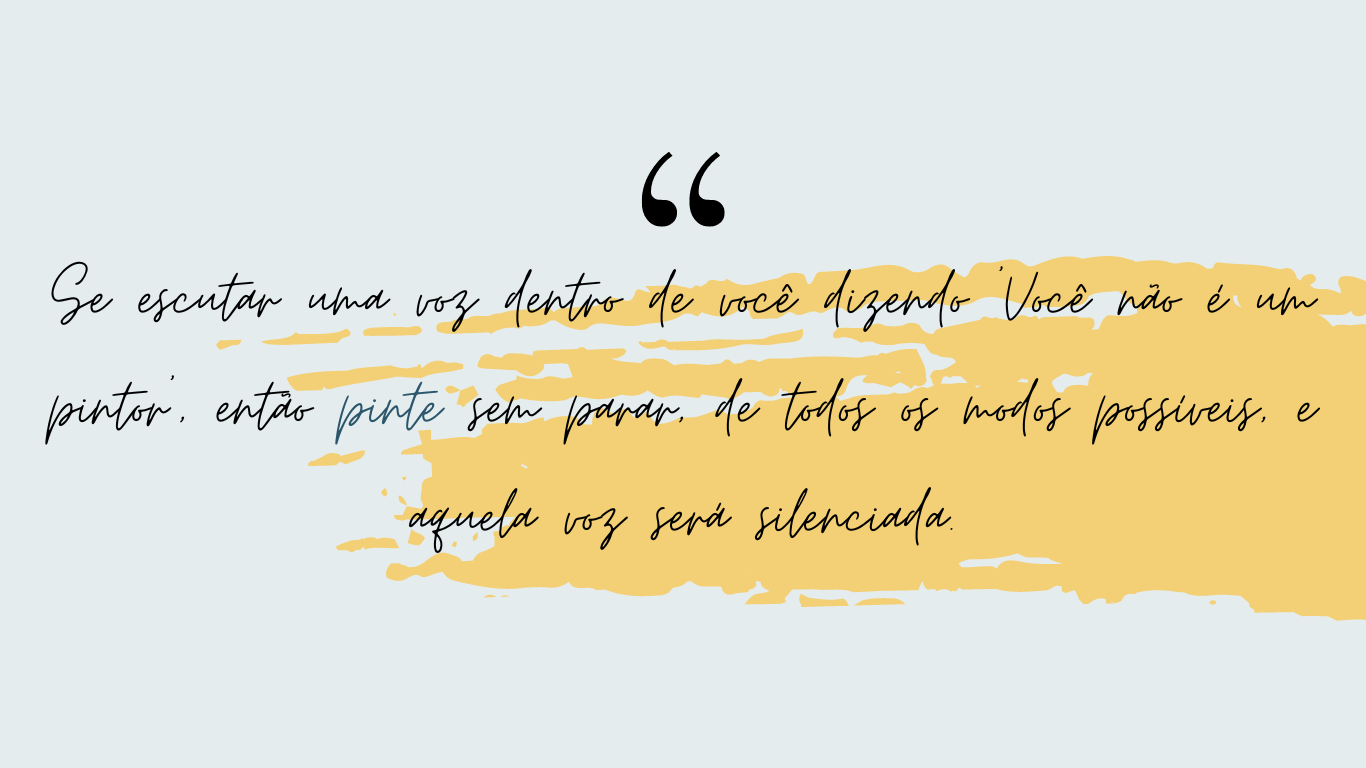 “
Se escutar uma voz dentro de você dizendo 'Você não é um
pintor', então pinte sem parar, de todos os modos possíveis, e
aquela voz será silenciada.